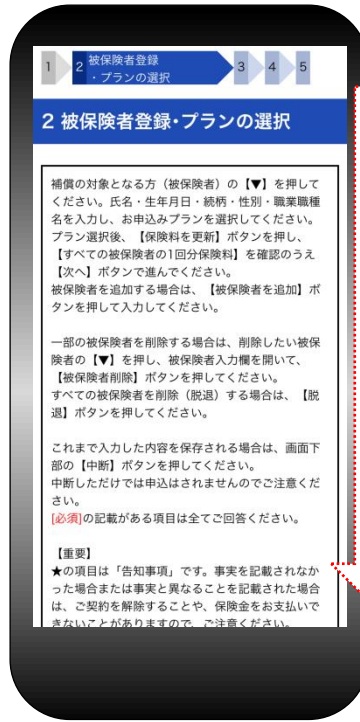 1
2 被保険者登録
・プランの選択
3
4
5
2 被保険者登録・プランの選択
補償の対象となる方（被保険者）の【▼】を押して
ください。氏名・生年月日・続柄・性別・職業職種
名を入力し、お申込みプランを選択してください。
プラン選択後、【保険料を更新】ボタンを押し、
【すべての被保険者の1回分保険料】を確認のうえ
【次へ】ボタンで進んでください。
被保険者を追加する場合は、【被保険者を追加】ボ
タンを押して入力してください。
一部の被保険者を削除する場合は、削除したい被保
険者の【▼】を押し、被保険者入力欄を開いて、
【被保険者削除】ボタンを押してください。
すべての被保険者を削除（脱退）する場合は、【脱
退】ボタンを押してください。
これまで入力した内容を保存される場合は、画面下
部の【中断】ボタンを押してください。
中断しただけでは申込はされませんのでご注意くだ
さい。
[必須]の記載がある項目は全てご回答ください。
【重要】
★の項目は「告知事項」です。事実を記載されなか
った場合または事実と異なることを記載された場合
は、ご契約を解除することや、保険金をお支払いで
きないことがありますので、ご注意ください。